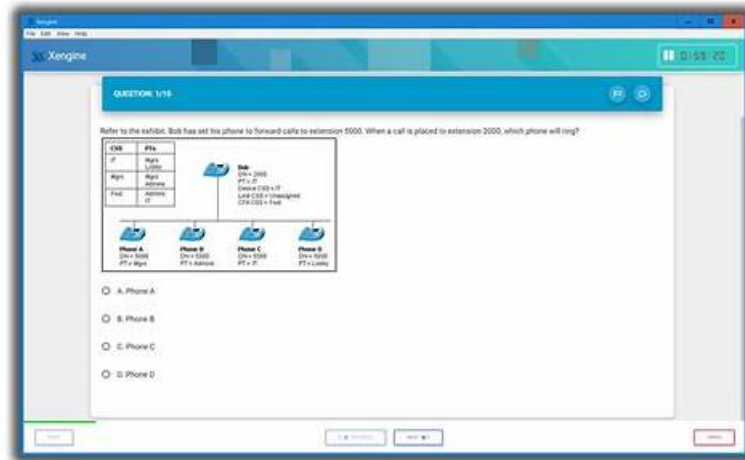 Xengine
File Edit View Help
Xengine
QUESTION: 1/15
Refer to the exhibit. Bob has set his phone to forward calls to extension 5000. When a call is placed to extension 2000, which phone will ring?
CSS PTs
IT Mgrs
Lobby
Mgrs Mgrs
Admins
Fwd Admins
IT
Bob
DN = 2000
PT = IT
Device CSS = IT
Line CSS = Unassigned
CFA CSS = Fwd
Phone A Phone B Phone C Phone D
DN = 5000 DN = 5000 DN = 5000 DN = 5000
PT = Mgrs PT = Admins PT = IT PT = Lobby
A. Phone A
B. Phone B
C. Phone C
D. Phone D